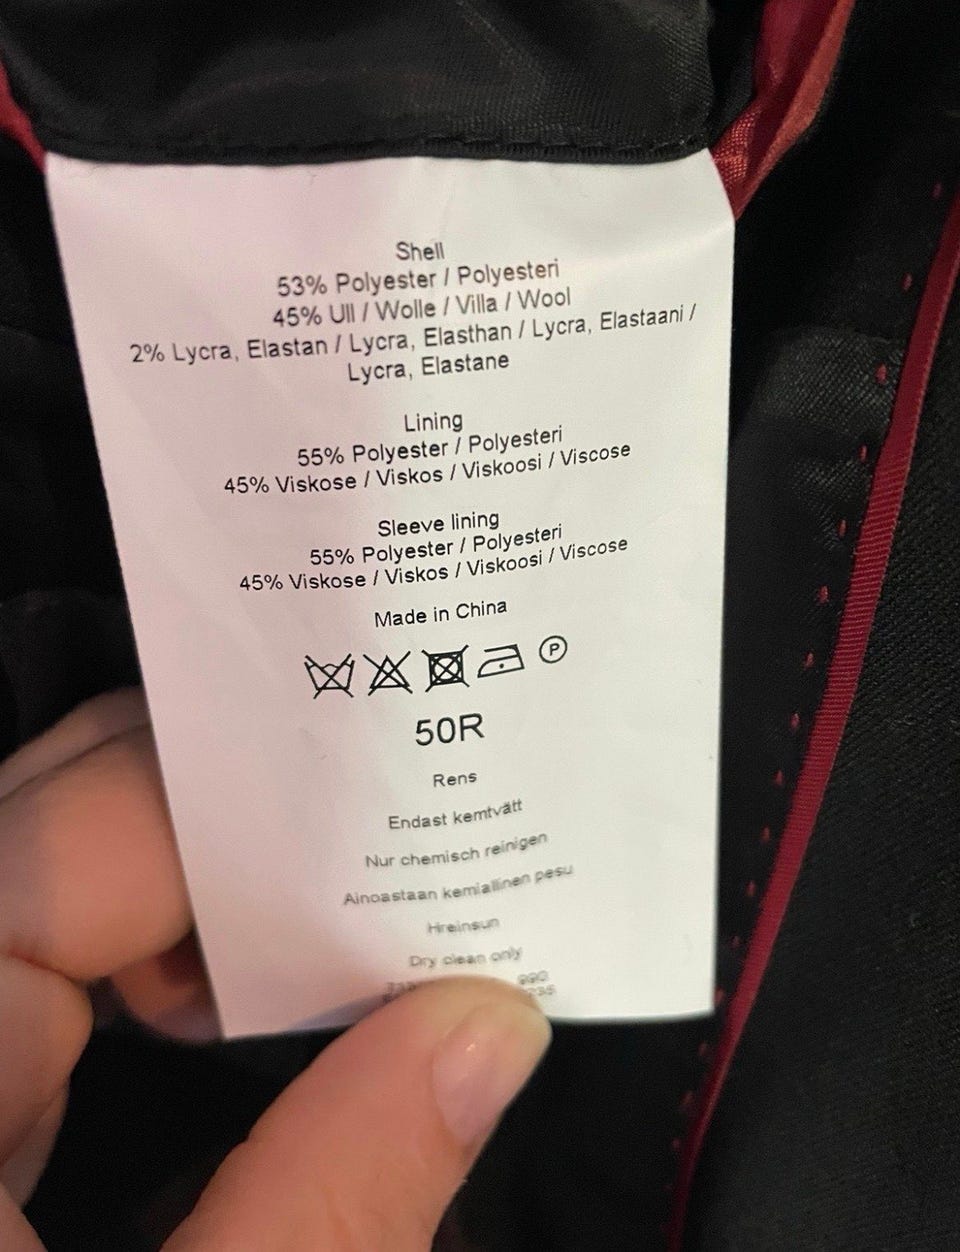 Shell
53% Polyester / Polyesteri
45% Ull / Wolle / Villa / Wool
2% Lycra, Elastan / Lycra, Elasthan / Lycra, Elastaani /
Lycra, Elastane
Lining
55% Polyester / Polyesteri
45% Viskose / Viskos / Viskoosi / Viscose
Sleeve lining
55% Polyester / Polyesteri
45% Viskose / Viskos / Viskoosi / Viscose
Made in China
P
50R
Rens
Endast kemtvätt
Nur chemisch reinigen
Ainoastaan kemiallinen pesu
Hreinsun
Dry clean only